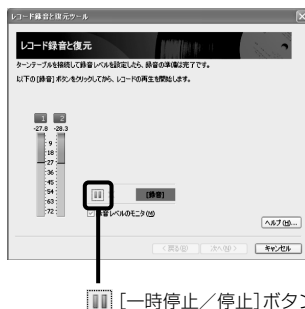 レコード録音と復元ツール
レコード録音と復元
ターンテーブルを接続して録音レベルを設定したら、録音の準備は完了です。
以下の[録音]ボタンをクリックしてから、レコードの再生を開始します。
1 2
-27.8 -28.3
9
18
27
36
45
54
63
72
[録音]
録音レベルのモニタ(M)
ヘルプ(H)...
< 戻る(B)
次へ(N) >
キャンセル
[一時停止／停止]ボタン